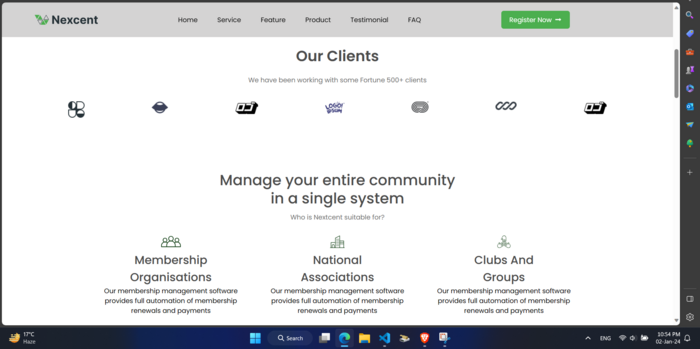 Nexcent
Home Service Feature Product Testimonial FAQ
Register Now →
Our Clients
We have been working with some Fortune 500+ clients
LOGOI
IPSUM
Manage your entire community
in a single system
Who is Nextcent suitable for?
Membership
Organisations
Our membership management software
provides full automation of membership
renewals and payments
National
Associations
Our membership management software
provides full automation of membership
renewals and payments
Clubs And
Groups
Our membership management software
provides full automation of membership
renewals and payments
17°C
Haze
Search
ENG
10:54 PM
02-Jan-24